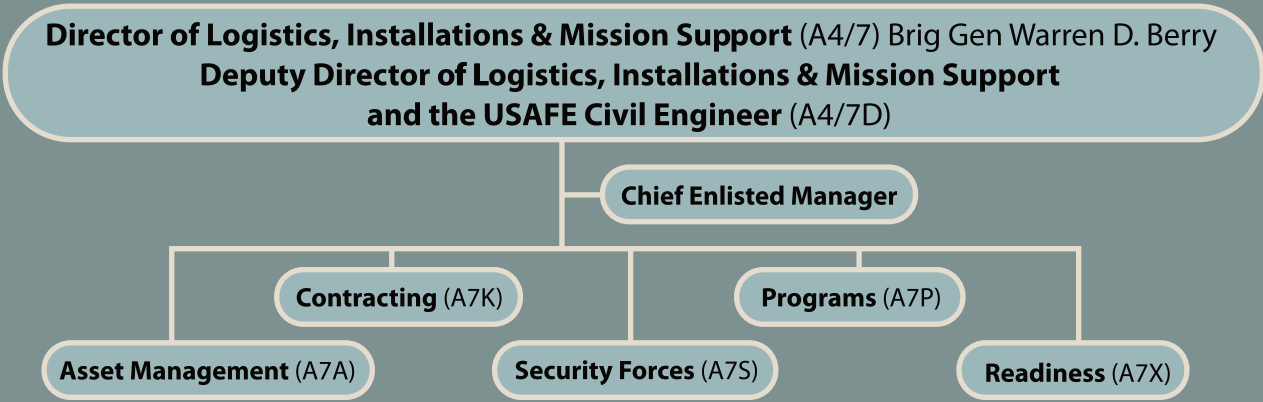 Director of Logistics, Installations & Mission Support (A4/7) Brig Gen Warren D. Berry
Deputy Director of Logistics, Installations & Mission Support
and the USAFE Civil Engineer (A4/7D)
Chief Enlisted Manager
Contracting (A7K)
Programs (A7P)
Asset Management (A7A)
Security Forces (A7S)
Readiness (A7X)